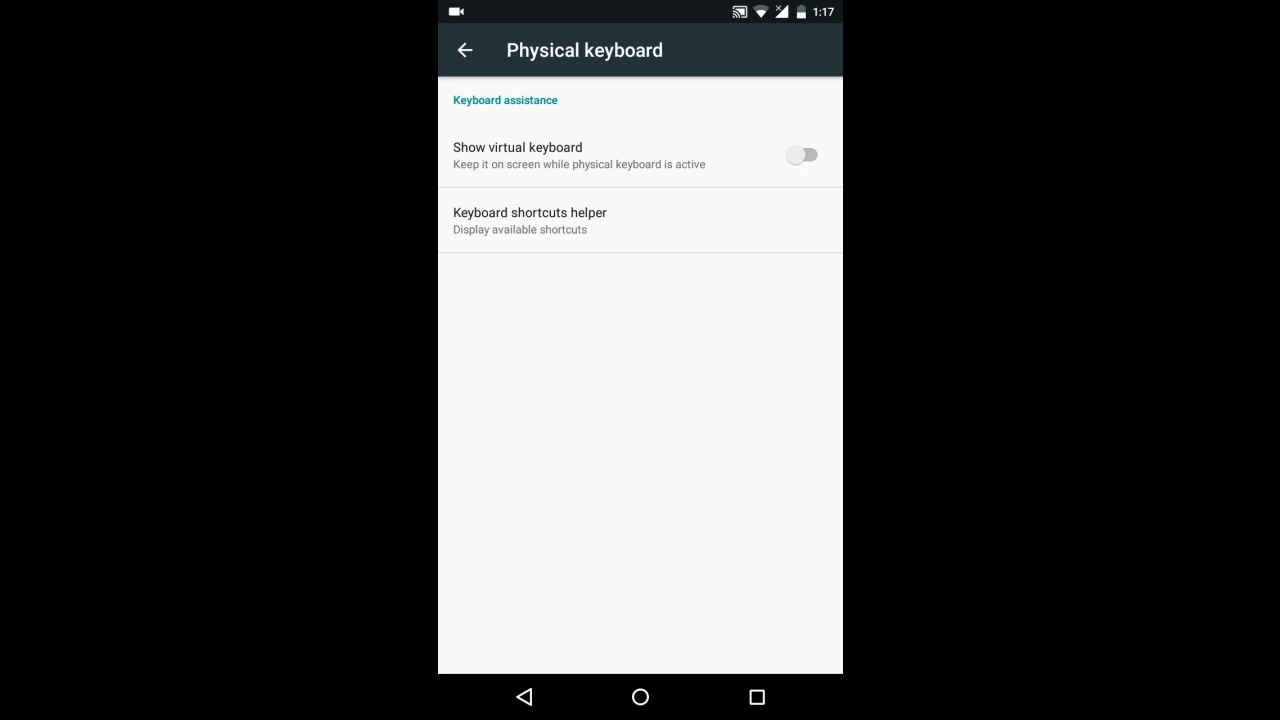 1:17
Physical keyboard
Keyboard assistance
Show virtual keyboard
Keep it on screen while physical keyboard is active
Keyboard shortcuts helper
Display available shortcuts